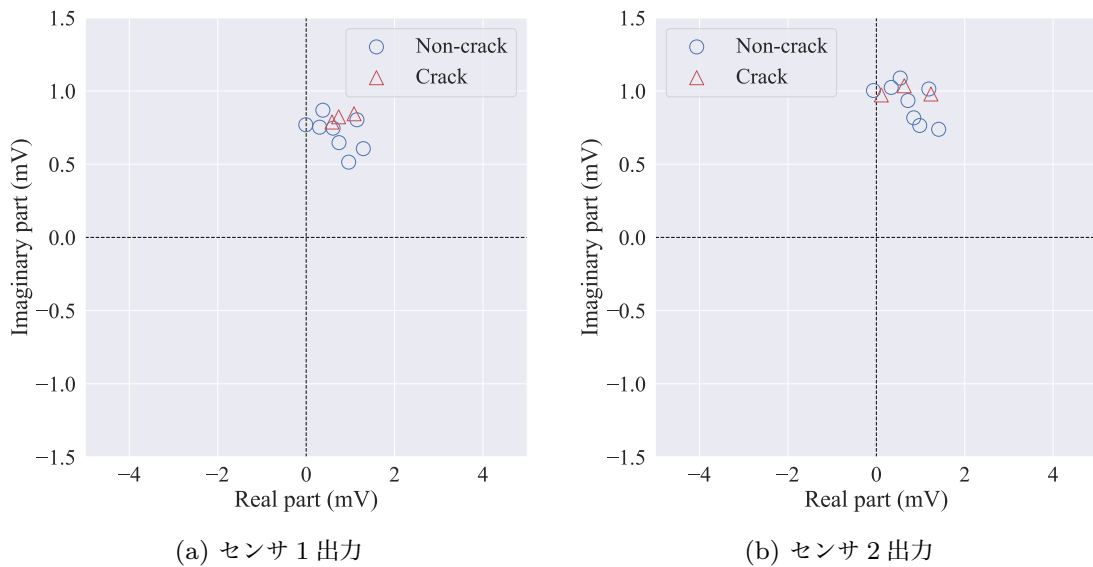 1.5
1.0
0.5
0.0
−0.5
−1.0
−1.5
Imaginary part (mV)
Non-crack
Crack
−4
−2
0
2
4
Real part (mV)
(a) センサ 1 出力
1.5
1.0
0.5
0.0
−0.5
−1.0
−1.5
Imaginary part (mV)
Non-crack
Crack
−4
−2
0
2
4
Real part (mV)
(b) センサ 2 出力